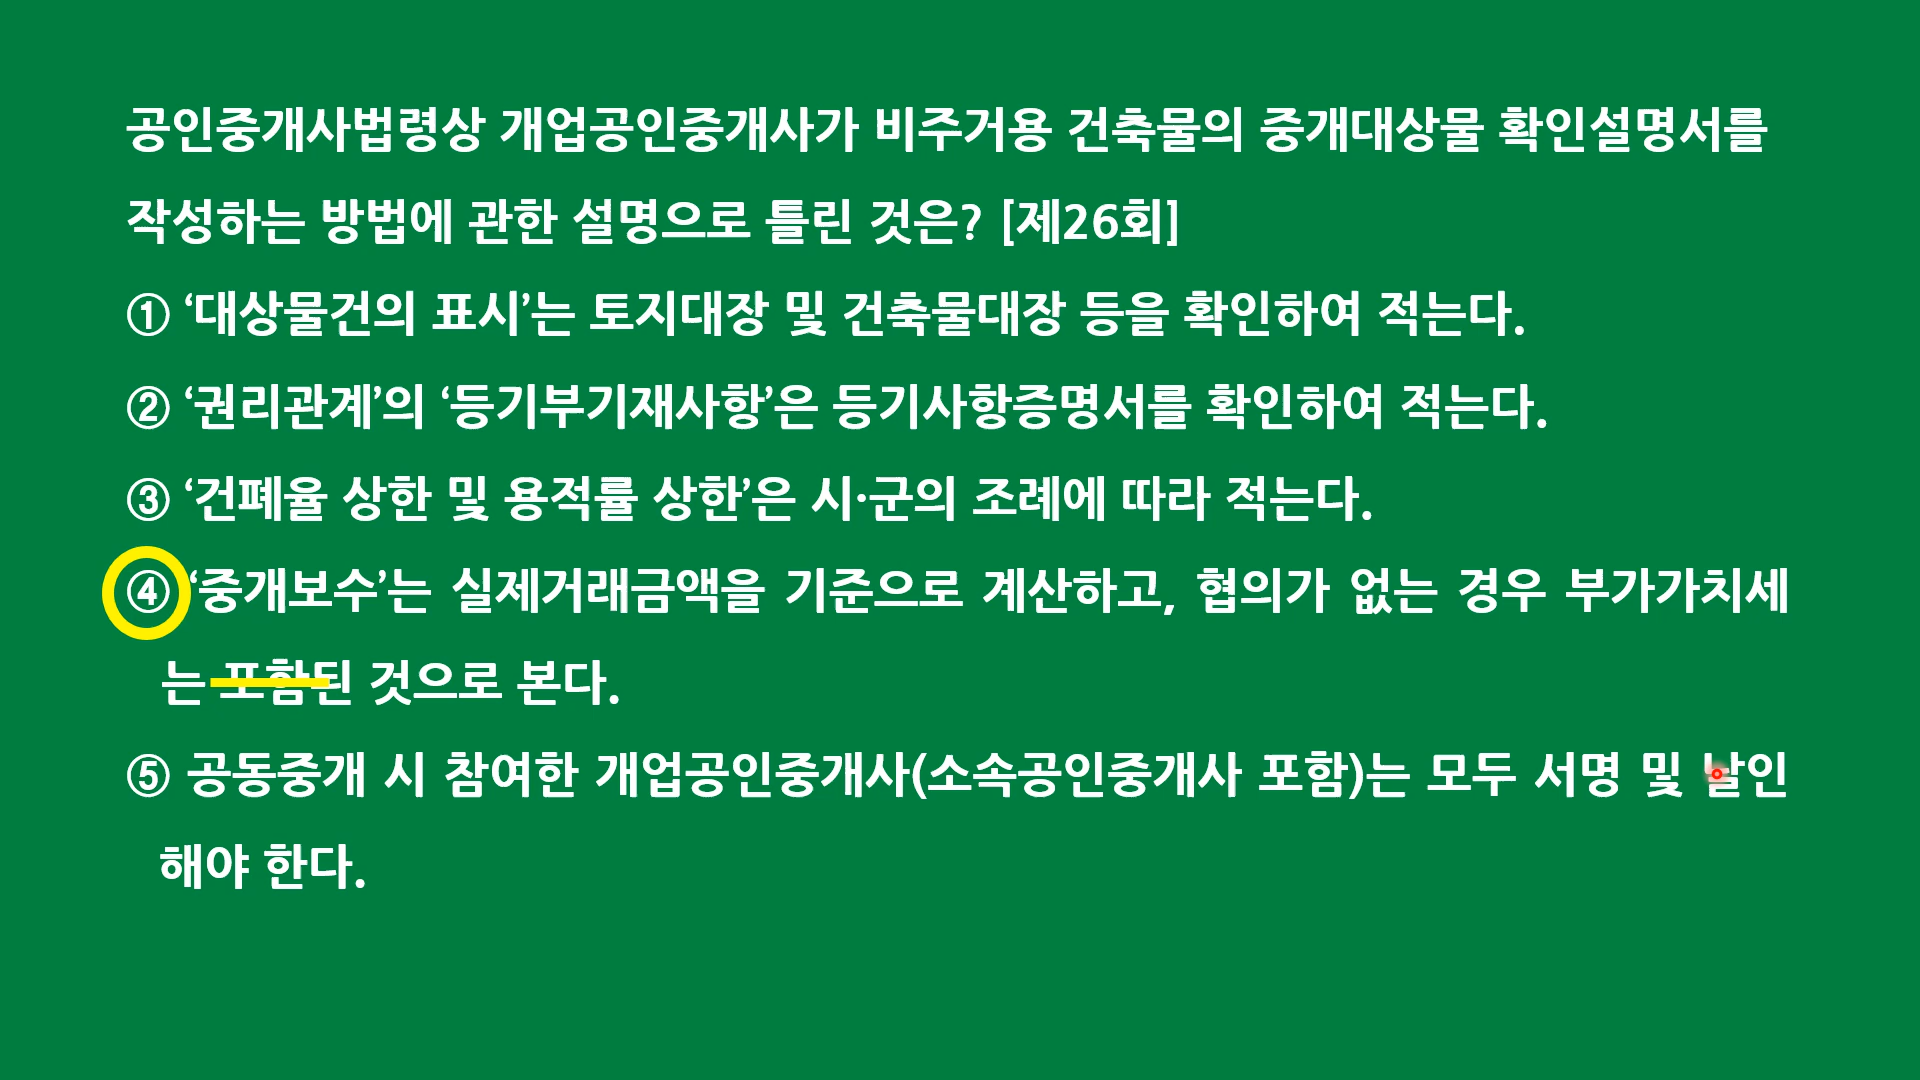 공인중개사법령상 개업공인중개사가 비주거용 건축물의 중개대상물 확인설명서를
작성하는 방법에 관한 설명으로 틀린 것은? [제26회]
① ‘대상물건의 표시’는 토지대장 및 건축물대장 등을 확인하여 적는다.
② ‘권리관계’의 ‘등기부기재사항’은 등기사항증명서를 확인하여 적는다.
③ ‘건폐율 상한 및 용적률 상한’은 시·군의 조례에 따라 적는다.
④ ‘중개보수’는 실제거래금액을 기준으로 계산하고, 협의가 없는 경우 부가가치세
는 포함된 것으로 본다.
⑤ 공동중개 시 참여한 개업공인중개사(소속공인중개사 포함)는 모두 서명 및 날인
해야 한다.